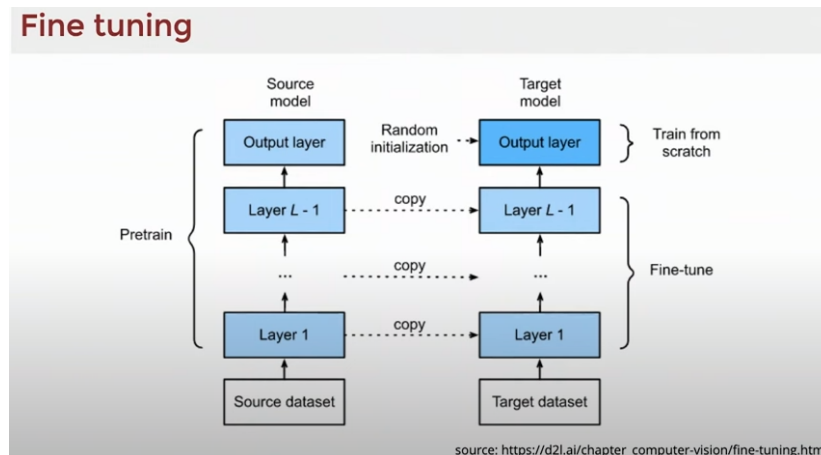 Fine tuning
Source
model
Target
model
Output layer
Random
initialization
Output layer
Train from
scratch
Layer L - 1
copy
Layer L - 1
Pretrain
...
copy
...
Fine-tune
Layer 1
copy
Layer 1
Source dataset
Target dataset
source: https://d2l.ai/chapter_computer-vision/fine-tuning.htm